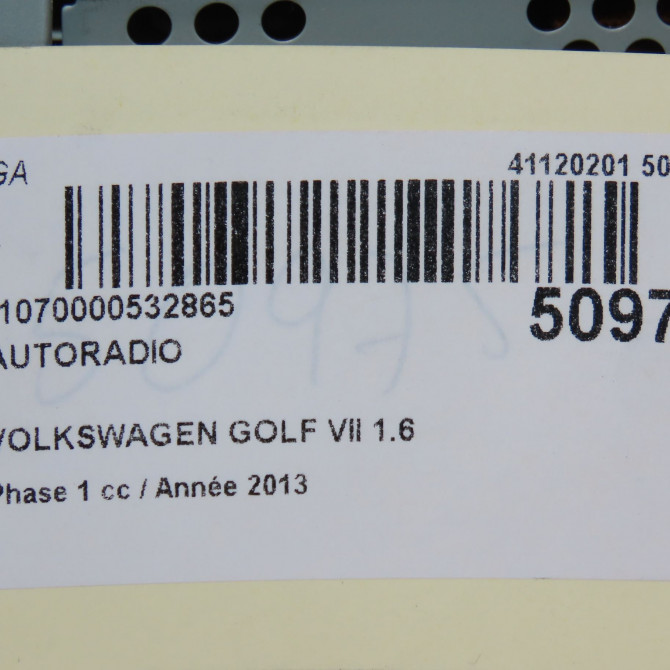 GA 41120201 50
1070000532865
5097
AUTORADIO
VOLKSWAGEN GOLF VII 1.6
Phase 1 cc / Année 2013